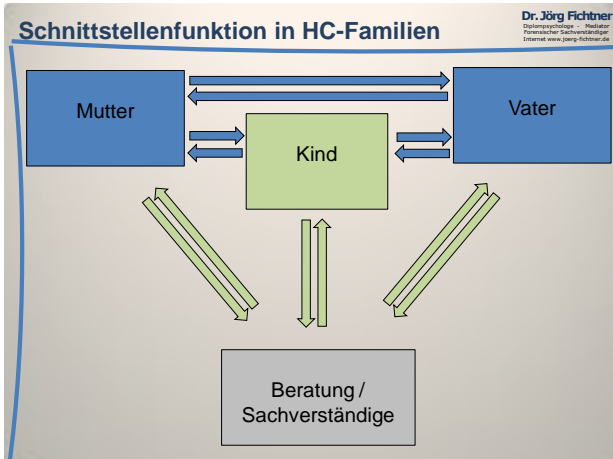 Schnittstellenfunktion in HC-Familien
Dr. Jörg Fichtner
Diplompsychologe - Mediator
Forensischer Sachverständiger
Internet www.joerg-fichtner.de
Mutter
Vater
Kind
Beratung /
Sachverständige